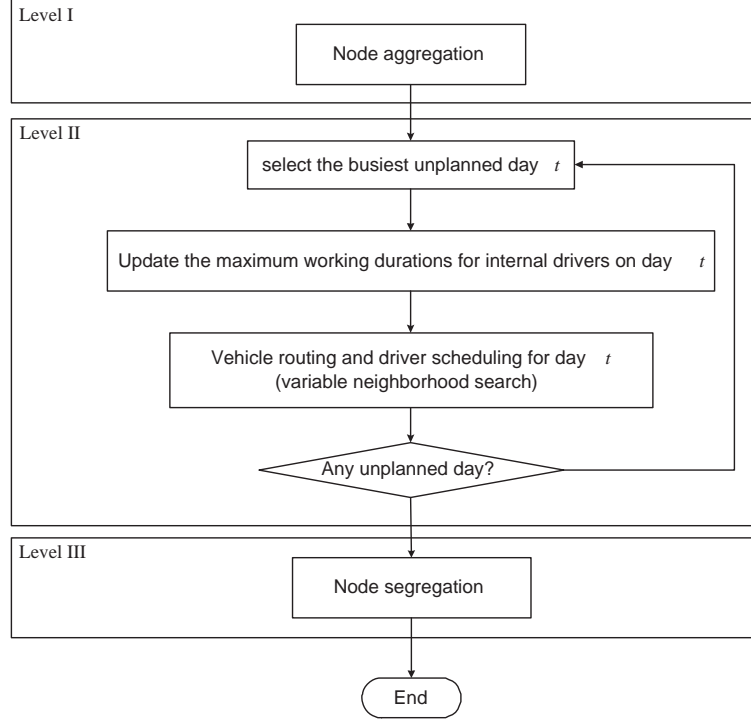 Level I
Node aggregation
Level II
select the busiest unplanned day t
Update the maximum working durations for internal drivers on day t
Vehicle routing and driver scheduling for day t
(variable neighborhood search)
Any unplanned day?
Level III
Node segregation
End